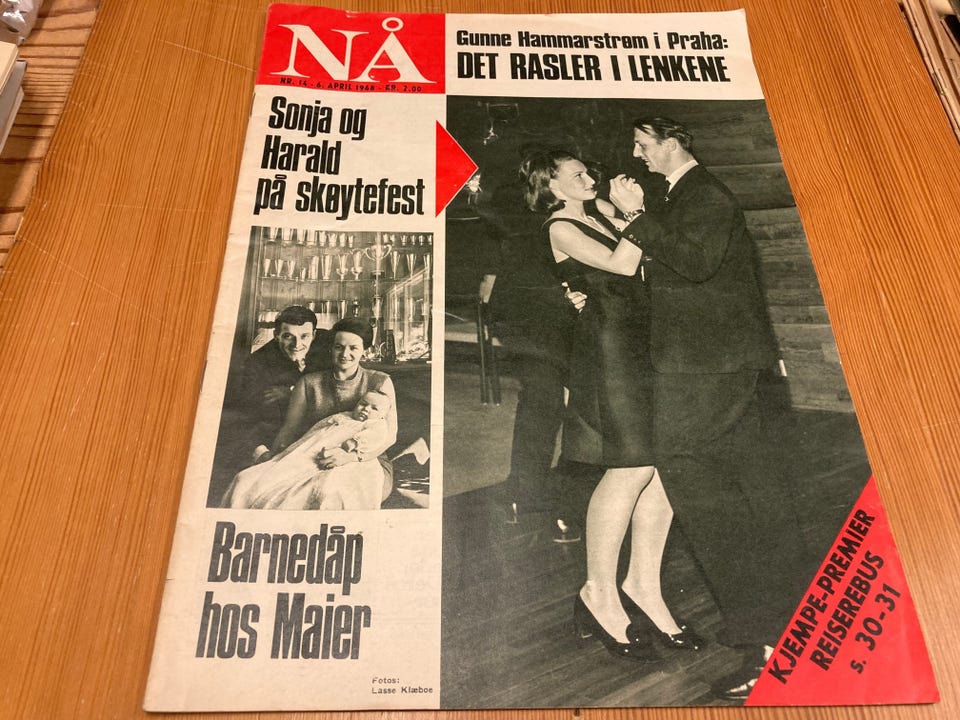 NÅ
NR. 14 - 6. APRIL 1968 - KR. 2.00
Gunne Hammarstrøm i Praha:
DET RASLER I LENKENE
Sonja og
Harald
på skøytefest
Barnedåp
hos Maier
Fotos:
Lasse Klæboe
KJEMPE-PREMIER
REISEREBUS
s. 30-31